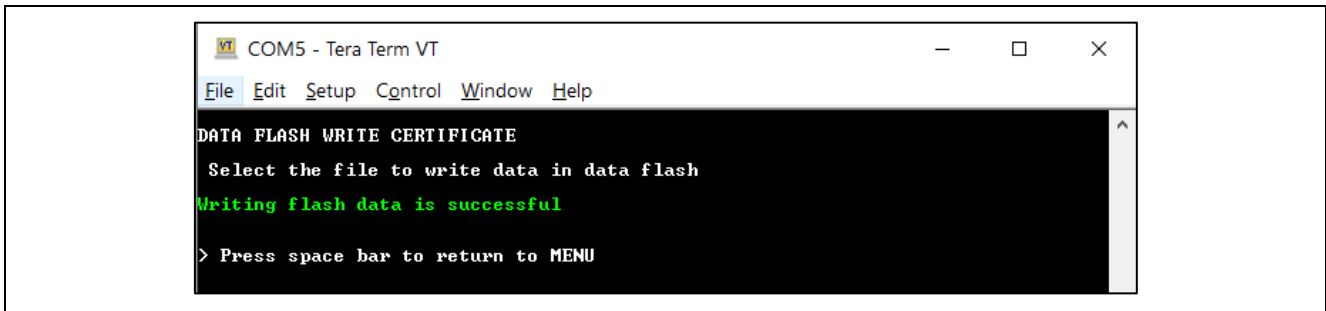 COM5 - Tera Term VT
File Edit Setup Control Window Help
DATA FLASH WRITE CERTIFICATE
Select the file to write data in data flash
Writing flash data is successful
> Press space bar to return to MENU